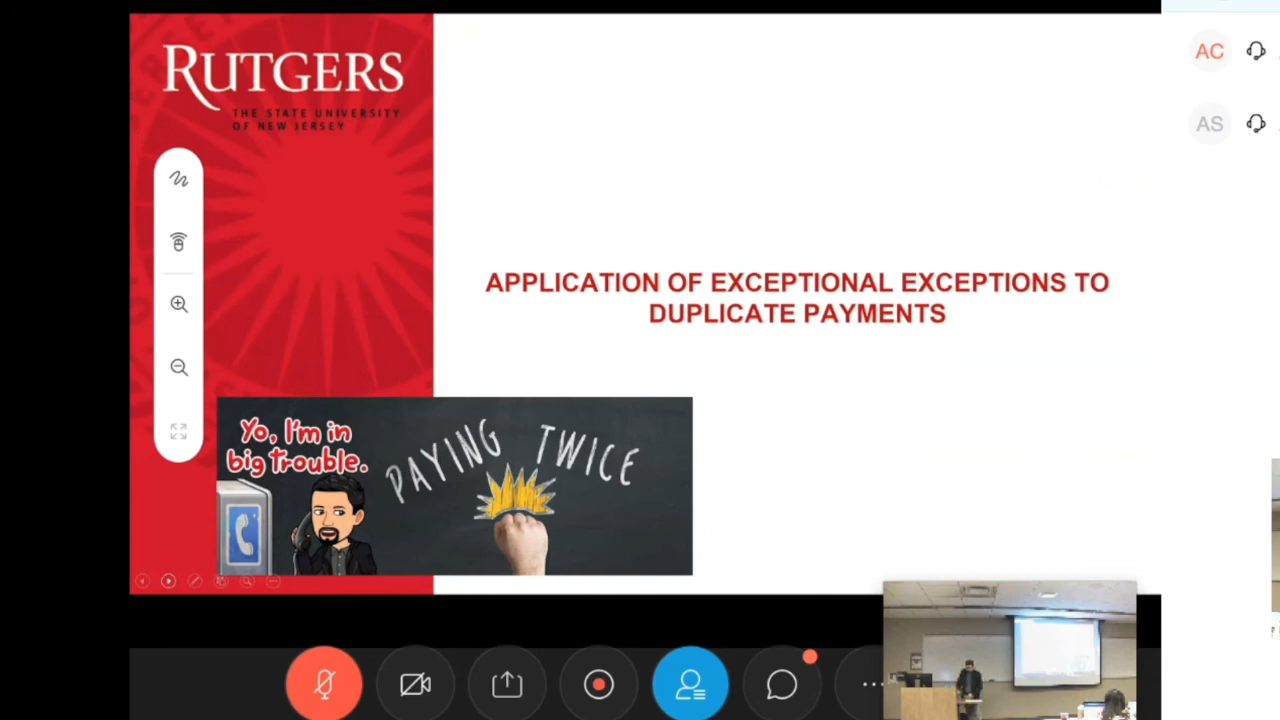 RUTGERS
THE STATE UNIVERSITY
OF NEW JERSEY
AC
AS
APPLICATION OF EXCEPTIONAL EXCEPTIONS TO
DUPLICATE PAYMENTS
Yo, I'm in
big trouble.
PAYING TWICE